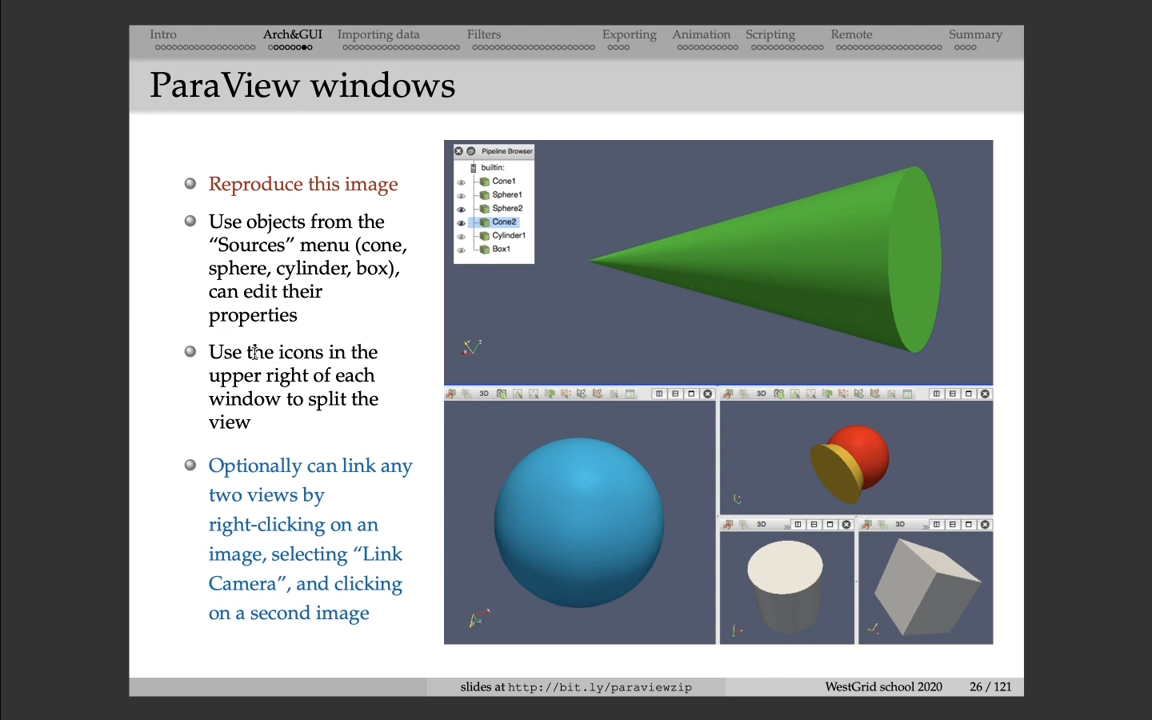 Intro Arch&GUI Importing data Filters Exporting Animation Scripting Remote Summary
ParaView windows
Reproduce this image
Use objects from the
“Sources” menu (cone,
sphere, cylinder, box),
can edit their
properties
Use the icons in the
upper right of each
window to split the
view
Optionally can link any
two views by
right-clicking on an
image, selecting “Link
Camera”, and clicking
on a second image
Pipeline Browser
builtin:
Cone1
Sphere1
Sphere2
Cone2
Cylinder1
Box1
3D
3D
3D
3D
slides at http://bit.ly/paraviewzip WestGrid school 2020 26 / 121